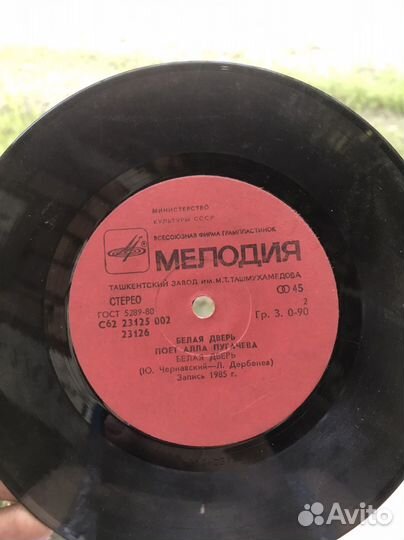 МИНИСТЕРСТВО
КУЛЬТУРЫ СССР
ВСЕСОЮЗНАЯ ФИРМА ГРАМПЛАСТИНОК
МЕЛОДИЯ
ТАШКЕНТСКИЙ ЗАВОД ИМ. М.Т. ТАШМУХАМЕДОВА
СТЕРЕО 45
ГОСТ 5289-80 2
С62 23125 002 Гр. 3. 0-90
23126
БЕЛАЯ ДВЕРЬ
ПОЕТ АЛЛА ПУГАЧЕВА
БЕЛАЯ ДВЕРЬ
(Ю. Чернавский—Л. Дербенев)
Запись 1985 г.
Avito